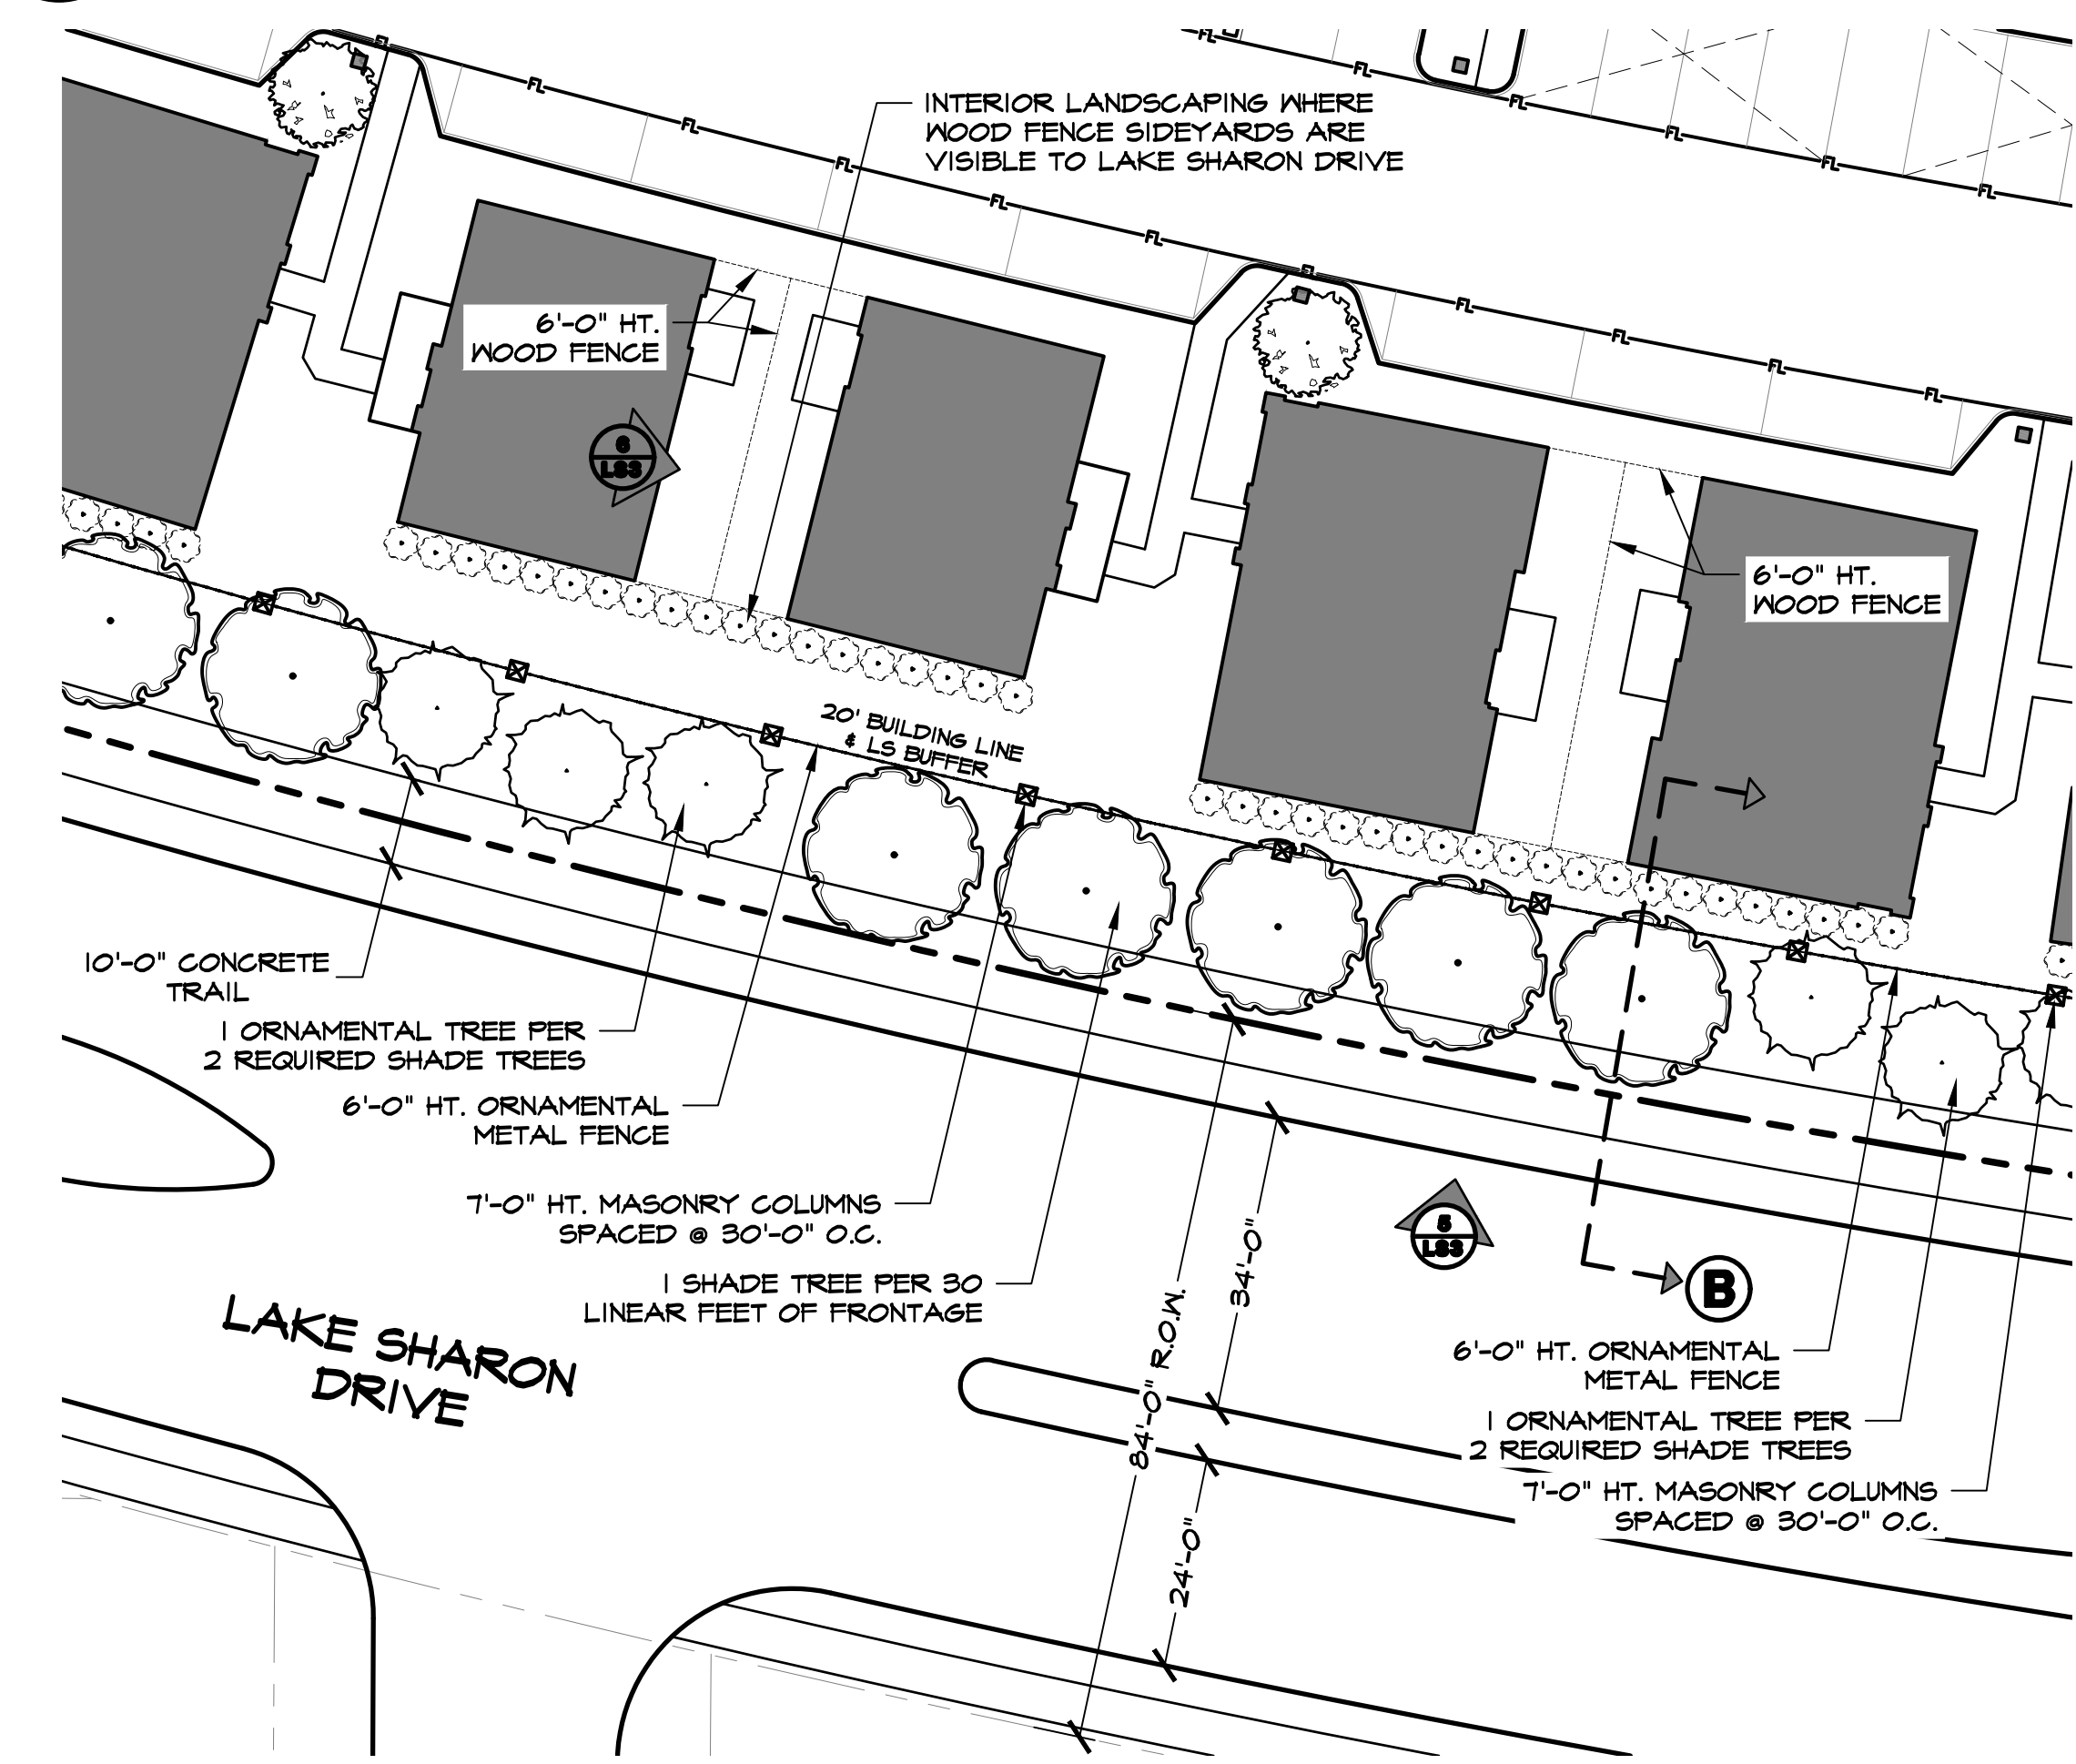 FL FL FL FL FL FL FL FL FL FL FL
FL FL FL FL FL FL
INTERIOR LANDSCAPING WHERE
WOOD FENCE SIDEYARDS ARE
VISIBLE TO LAKE SHARON DRIVE
6'-0" HT.
WOOD FENCE
6
LS3
6'-0" HT.
WOOD FENCE
20' BUILDING LINE
& LS BUFFER
10'-0" CONCRETE
TRAIL
1 ORNAMENTAL TREE PER
2 REQUIRED SHADE TREES
6'-0" HT. ORNAMENTAL
METAL FENCE
7'-0" HT. MASONRY COLUMNS
SPACED @ 30'-0" O.C.
1 SHADE TREE PER 30
LINEAR FEET OF FRONTAGE
LAKE SHARON
DRIVE
84'-0" R.O.W.
34'-0"
24'-0"
5
LS3
B
6'-0" HT. ORNAMENTAL
METAL FENCE
1 ORNAMENTAL TREE PER
2 REQUIRED SHADE TREES
7'-0" HT. MASONRY COLUMNS
SPACED @ 30'-0" O.C.